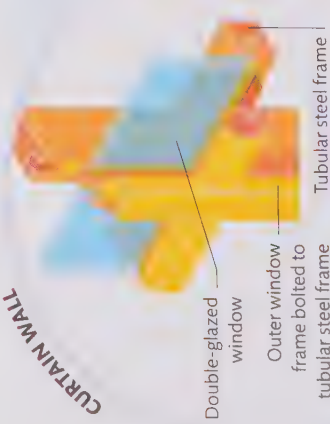 CURTAIN WALL
Double-glazed
window
Outer window
frame bolted to
tubular steel frame
Tubular steel frame